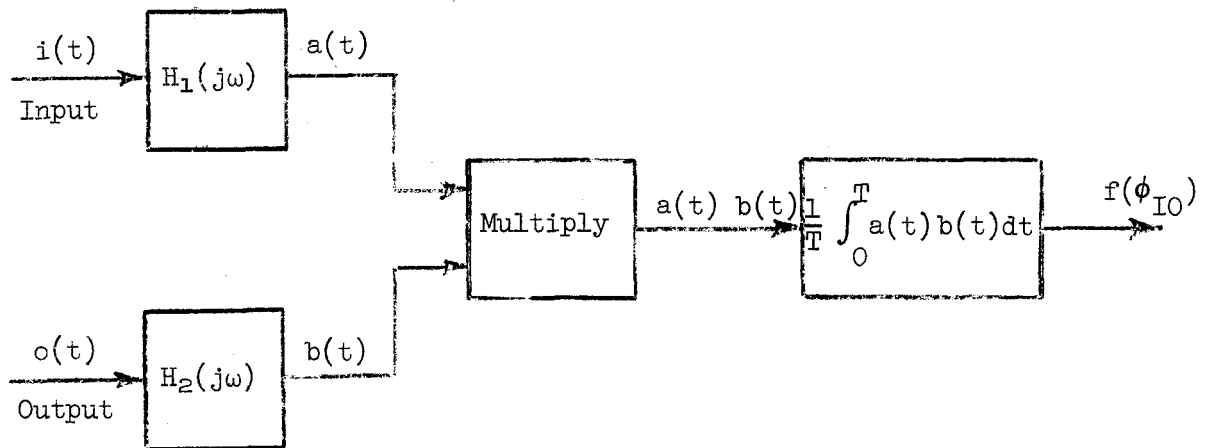 i(t)
Input
H₁(jω)
a(t)
Multiply
a(t) b(t)
1/T ∫₀ᵀ a(t) b(t)dt
f(ϕ_IO)
o(t)
Output
H₂(jω)
b(t)